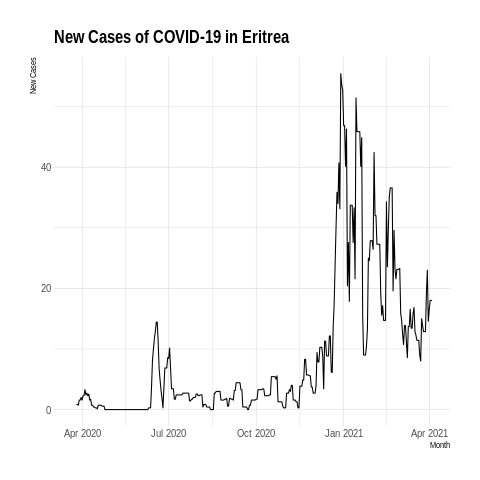 New Cases of COVID-19 in Eritrea
New Cases
40
20
0
Apr 2020
Jul 2020
Oct 2020
Jan 2021
Apr 2021
Month